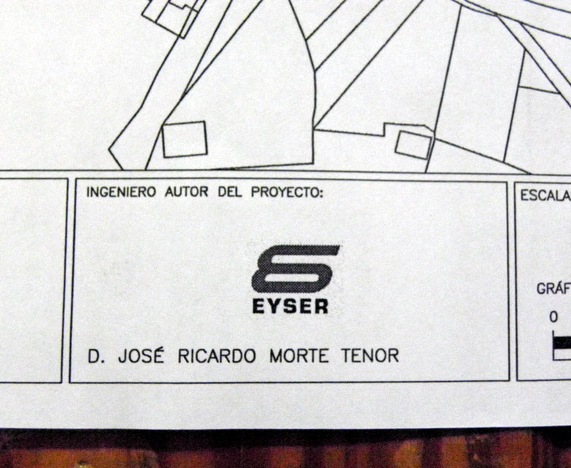 INGENIERO AUTOR DEL PROYECTO:
EYSER
D. JOSÉ RICARDO MORTE TENOR
ESCALA
GRÁF
0